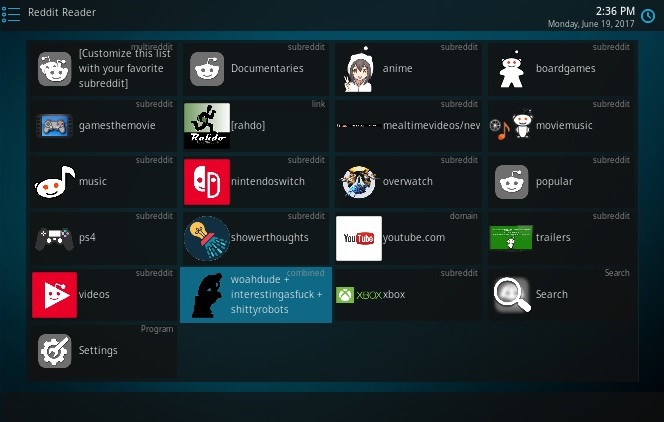 Reddit Reader
2:36 PM
Monday, June 19, 2017
multireddit
[Customize this list
with your favorite
subreddit]
subreddit
Documentaries
subreddit
anime
subreddit
boardgames
subreddit
gamesthemovie
link
Rahdo
[rahdo]
subreddit
mealtimevideos/new
subreddit
moviemusic
subreddit
music
subreddit
nintendoswitch
subreddit
overwatch
subreddit
popular
subreddit
ps4
subreddit
showerthoughts
domain
YouTube
youtube.com
subreddit
trailers
subreddit
videos
combined
woahdude +
interestingasfuck +
shittyrobots
subreddit
XBOX
xbox
Search
Search
Program
Settings